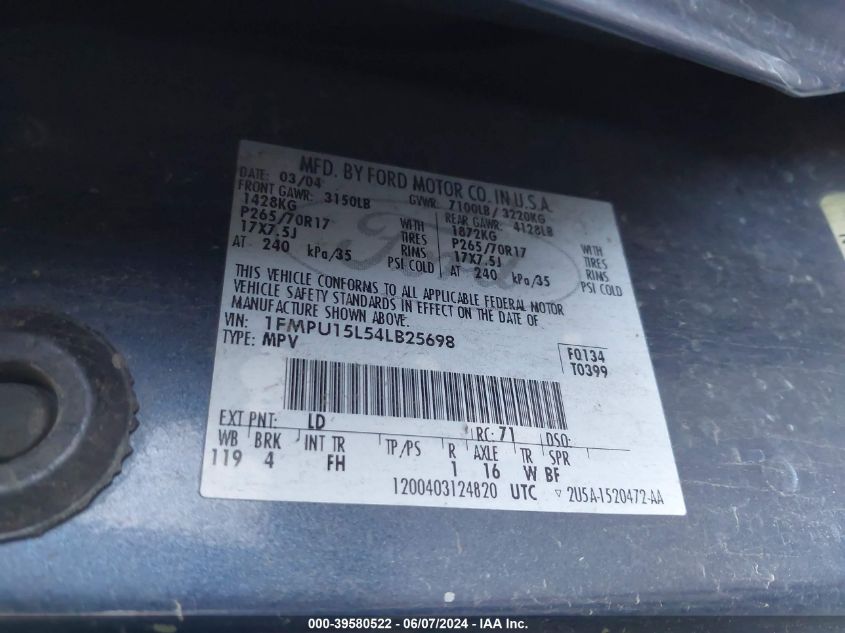 MFD. BY FORD MOTOR CO. IN U.S.A.
DATE: 03/04 GVWR: 7100LB/ 3220KG
FRONT GAWR: 3150LB REAR GAWR: 4128LB
1428KG WITH 1872KG WITH
P265/70R17 TIRES P265/70R17 TIRES
17X7.5J RIMS 17X7.5J RIMS
AT 240 kPa/35 PSI COLD AT 240 kPa/35 PSI COLD
THIS VEHICLE CONFORMS TO ALL APPLICABLE FEDERAL MOTOR
VEHICLE SAFETY STANDARDS IN EFFECT ON THE DATE OF
MANUFACTURE SHOWN ABOVE.
VIN: 1FMPU15L54LB25698
TYPE: MPV
F0134
T0399
EXT PNT: LD RC: 71 DSO:
WB BRK INT TR TP/PS R AXLE TR SPR
119 4 FH 1 16 W BF
1200403124820 UTC ▽ 2U5A-1520472-AA
Ford
000-39580522 - 06/07/2024 - IAA Inc.